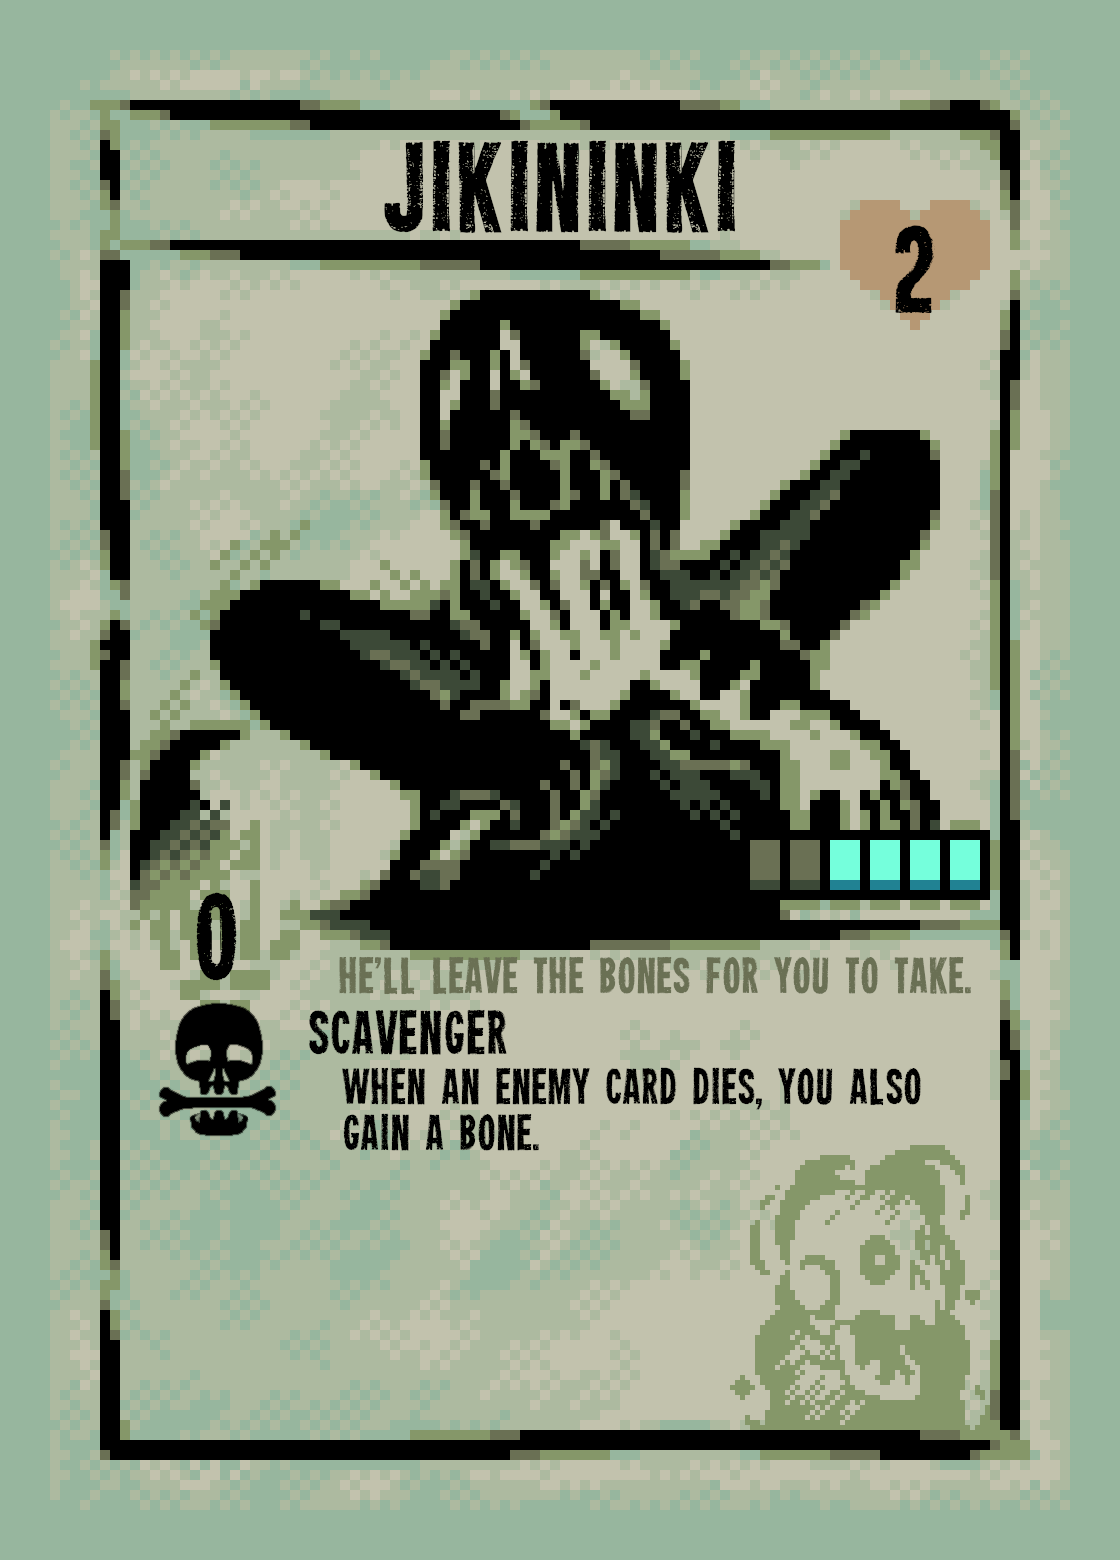 JIKININKI
2
0
HE'LL LEAVE THE BONES FOR YOU TO TAKE.
SCAVENGER
WHEN AN ENEMY CARD DIES, YOU ALSO
GAIN A BONE.